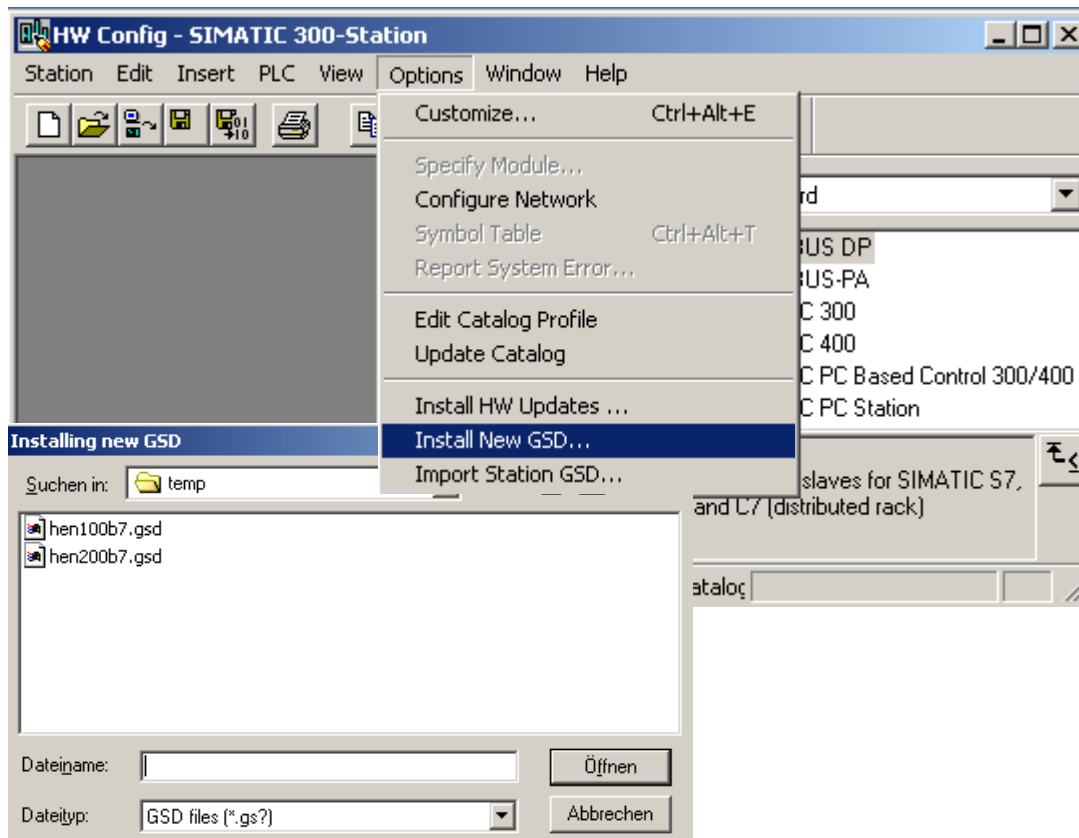 HW Config - SIMATIC 300-Station
Station Edit Insert PLC View Options Window Help
Customize... Ctrl+Alt+E
Specify Module...
Configure Network
Symbol Table Ctrl+Alt+T
Report System Error...
Edit Catalog Profile
Update Catalog
Install HW Updates ...
Install New GSD...
Import Station GSD...
rd
BUS DP
BUS-PA
C 300
C 400
C PC Based Control 300/400
C PC Station
slaves for SIMATIC S7,
and C7 (distributed rack)
atalog
Installing new GSD
Suchen in: temp
hen100b7.gsd
hen200b7.gsd
Dateiname: Öffnen
Dateityp: GSD files (*.gs?) Abbrechen